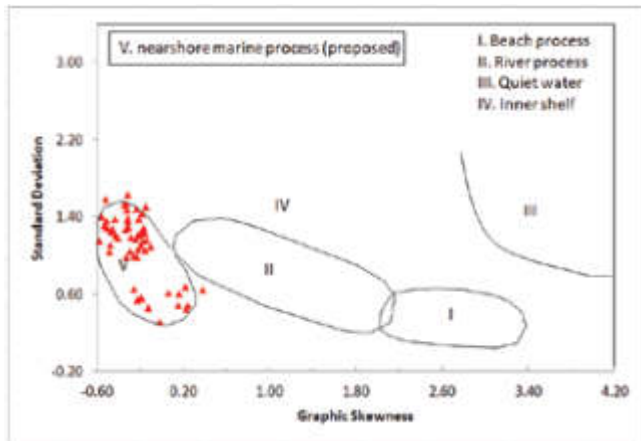 V. nearshore marine process (proposed)
I. Beach process
II. River process
III. Quiet water
IV. Inner shelf
3.00
2.20
1.40
0.60
-0.20
Standard Deviation
IV
III
II
I
V
-0.60
0.20
1.00
1.80
2.60
3.40
4.20
Graphic Skewness